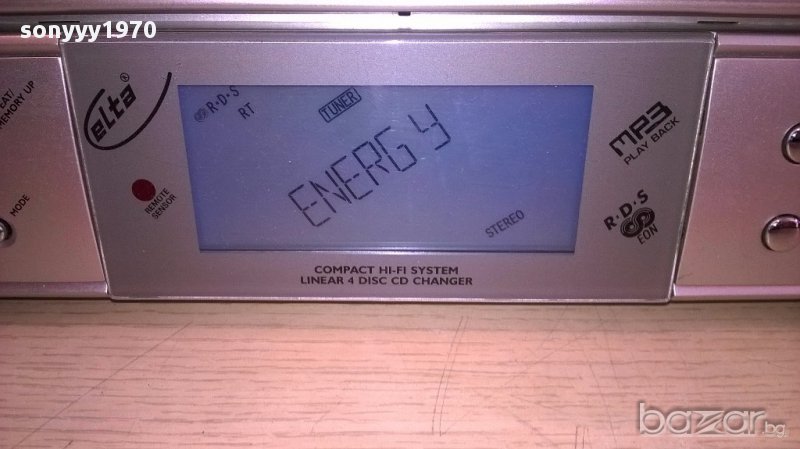 sonyyy1970
EAT/
MEMORY UP
MODE
elta®
REMOTE
SENSOR
R·D·S
RT
TUNER
ENERGY
STEREO
MP3
PLAY BACK
R·D·S
EON
COMPACT HI-FI SYSTEM
LINEAR 4 DISC CD CHANGER
bazar.bg